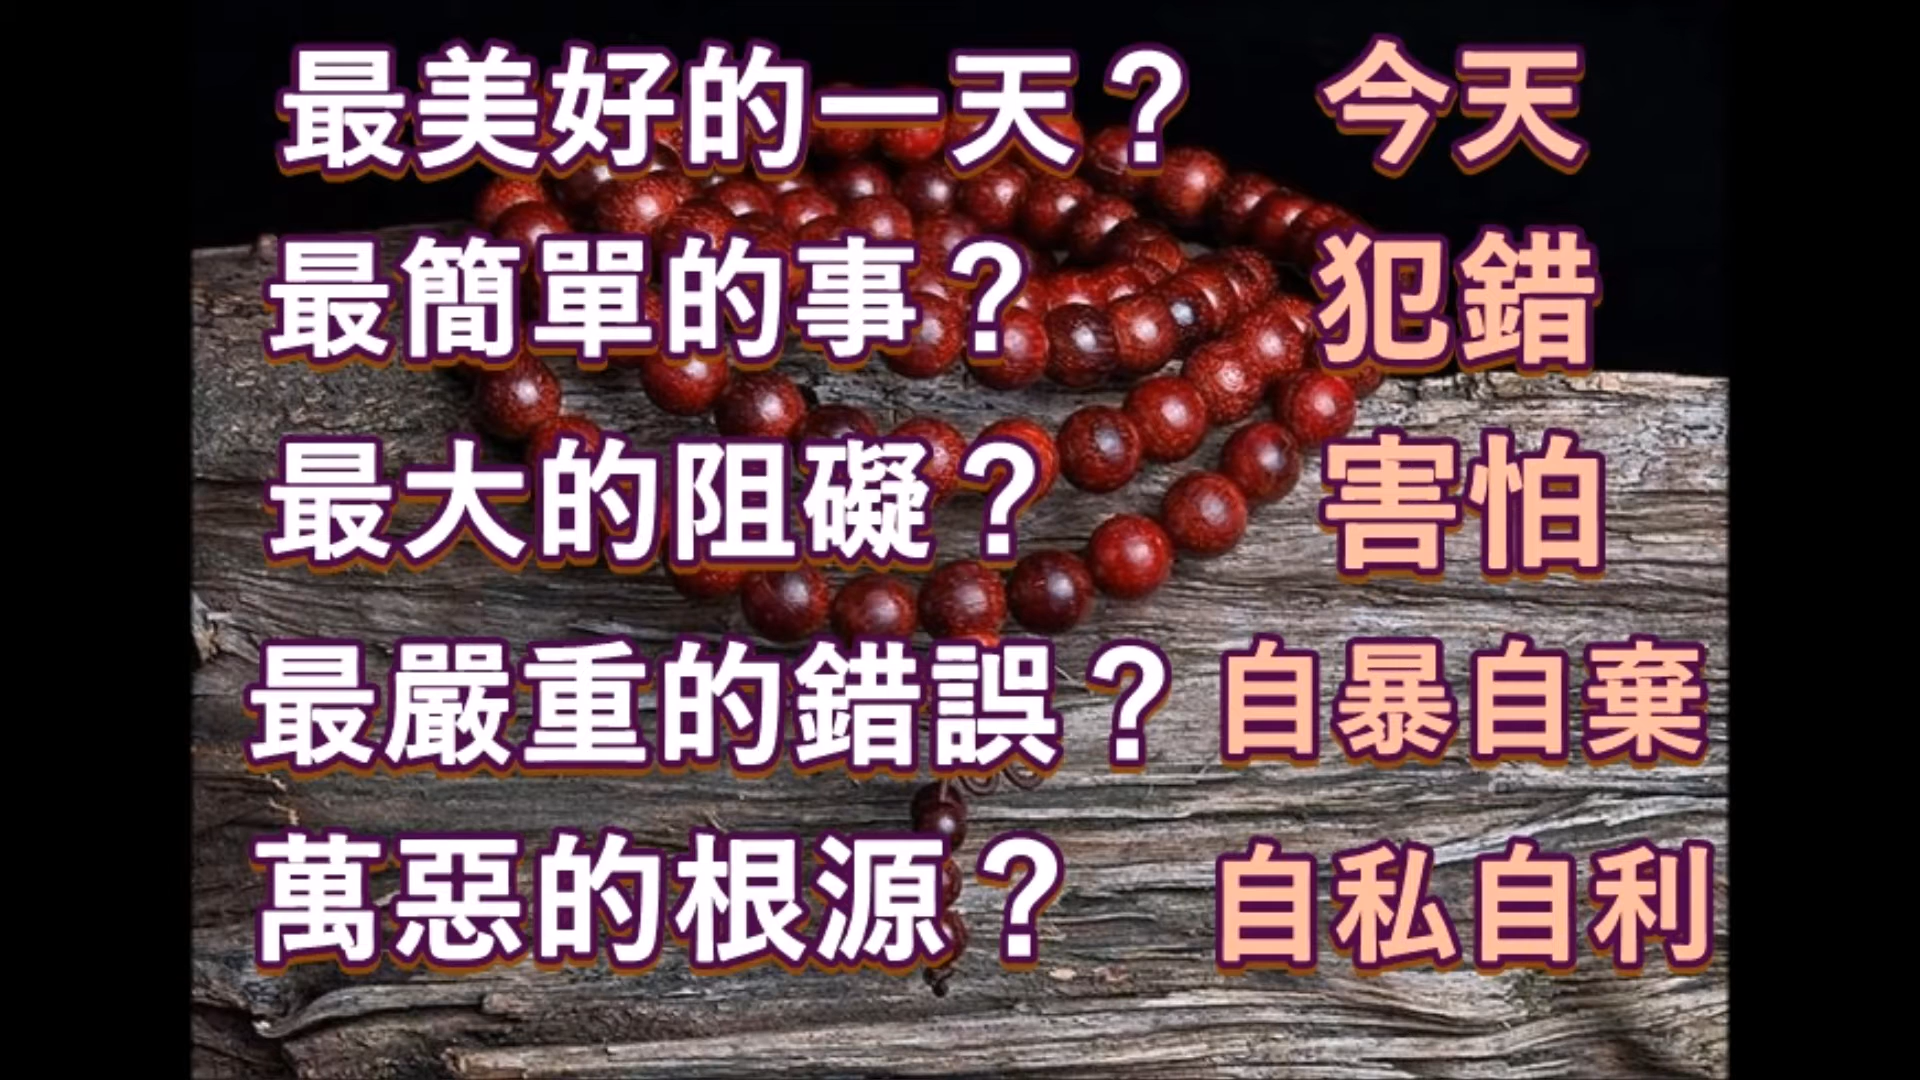 最美好的一天？ 今天
最簡單的事？ 犯錯
最大的阻礙？ 害怕
最嚴重的錯誤？ 自暴自棄
萬惡的根源？ 自私自利